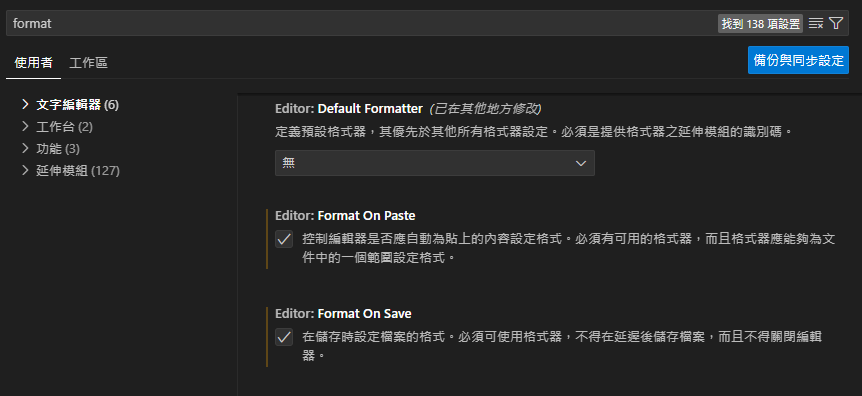 format
找到 138 項設置
使用者
工作區
備份與同步設定
文字編輯器 (6)
工作台 (2)
功能 (3)
延伸模組 (127)
Editor: Default Formatter (已在其他地方修改)
定義預設格式器，其優先於其他所有格式器設定。必須是提供格式器之延伸模組的識別碼。
無
Editor: Format On Paste
控制編輯器是否應自動為貼上的內容設定格式。必須有可用的格式器，而且格式器應能夠為文
件中的一個範圍設定格式。
Editor: Format On Save
在儲存時設定檔案的格式。必須可使用格式器，不得在延遲後儲存檔案，而且不得關閉編輯
器。